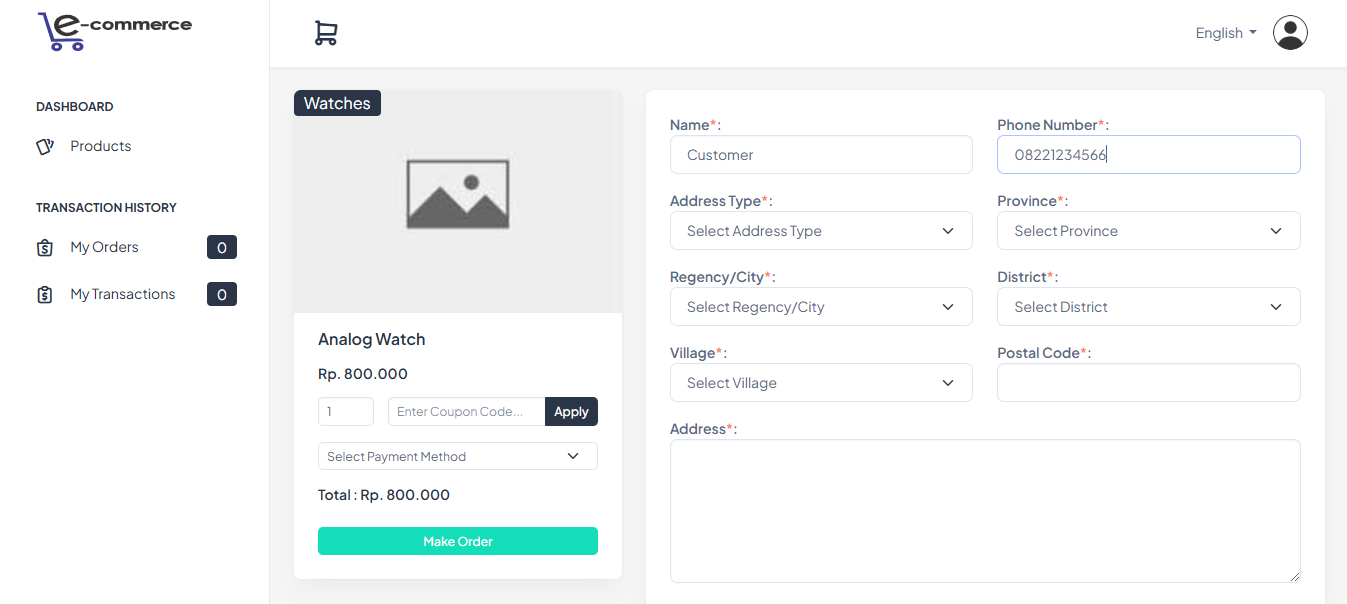 e-commerce
English
DASHBOARD
Products
TRANSACTION HISTORY
My Orders 0
My Transactions 0
Watches
Analog Watch
Rp. 800.000
1 Enter Coupon Code... Apply
Select Payment Method
Total : Rp. 800.000
Make Order
Name*: Phone Number*:
Customer 08221234566
Address Type*: Province*:
Select Address Type Select Province
Regency/City*: District*:
Select Regency/City Select District
Village*: Postal Code*:
Select Village
Address*: